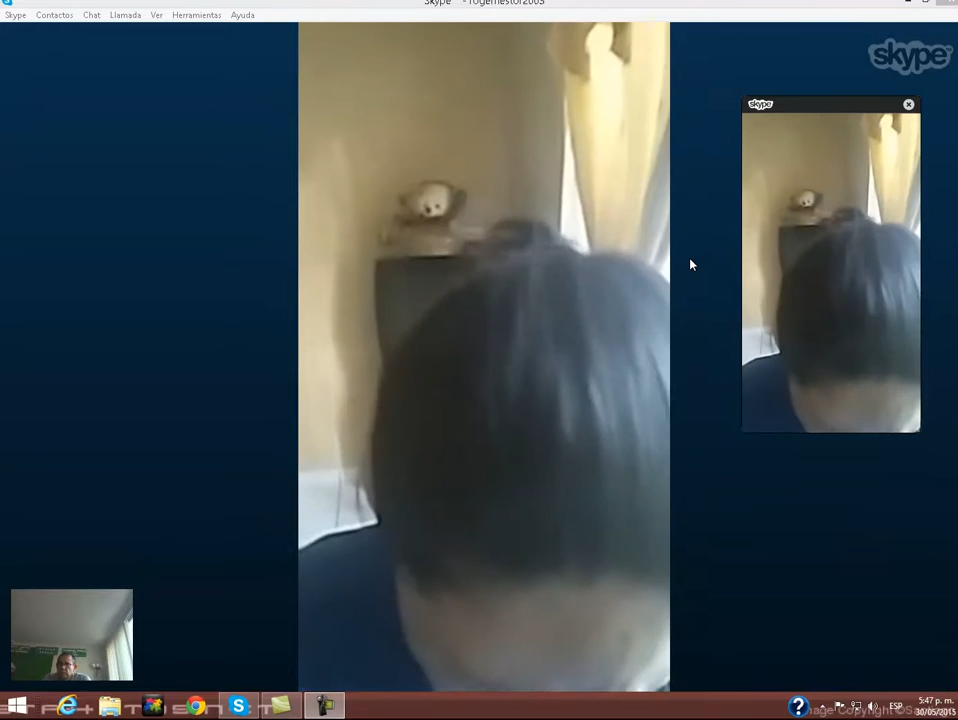 Skype
Skype Contactos Chat Llamada Ver Herramientas Ayuda
skype
skype
ESP
5:47 p. m.
30/05/2015